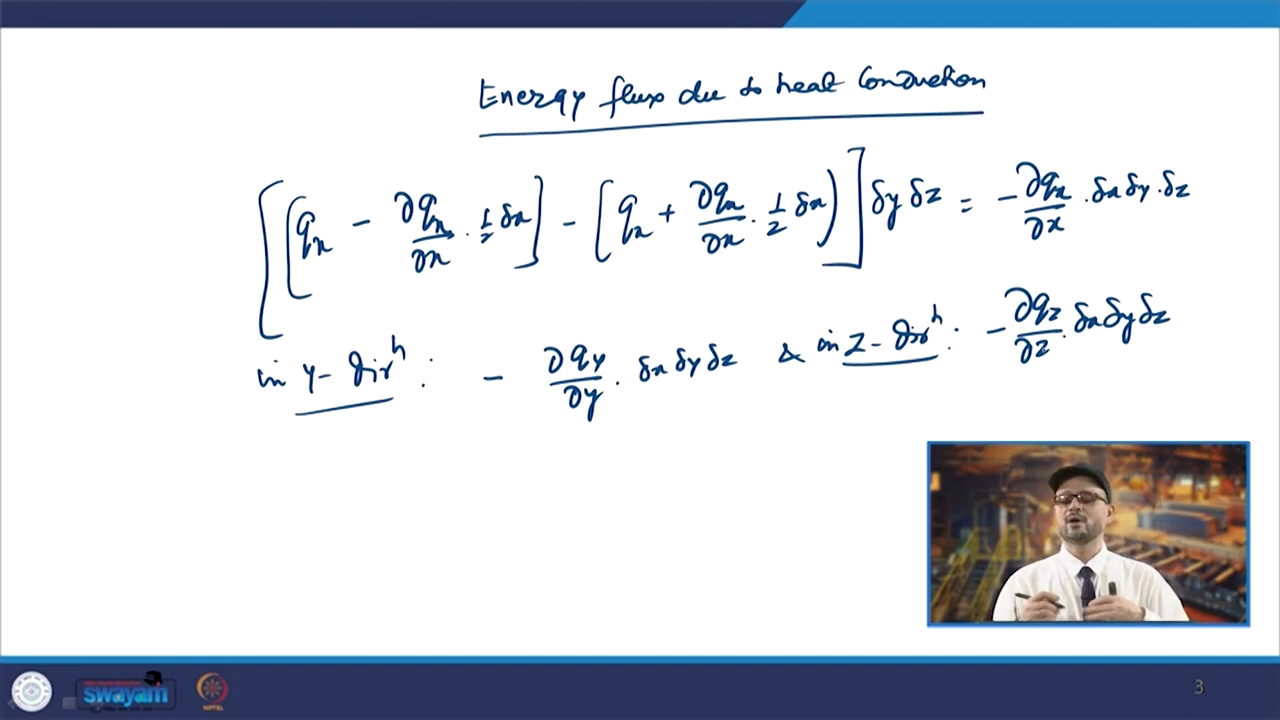 Energy flux due to heat Conduction
[(qx − ∂qx/∂x · 1/2 δx] − [qx + ∂qx/∂x · 1/2 δx)] δy δz = −∂qx/∂x · δx δy · δz
in y-dirⁿ : − ∂qy/∂y · δx δy δz & in z-dirⁿ : −∂qz/∂z · δx δy δz
swayam
NPTEL
3